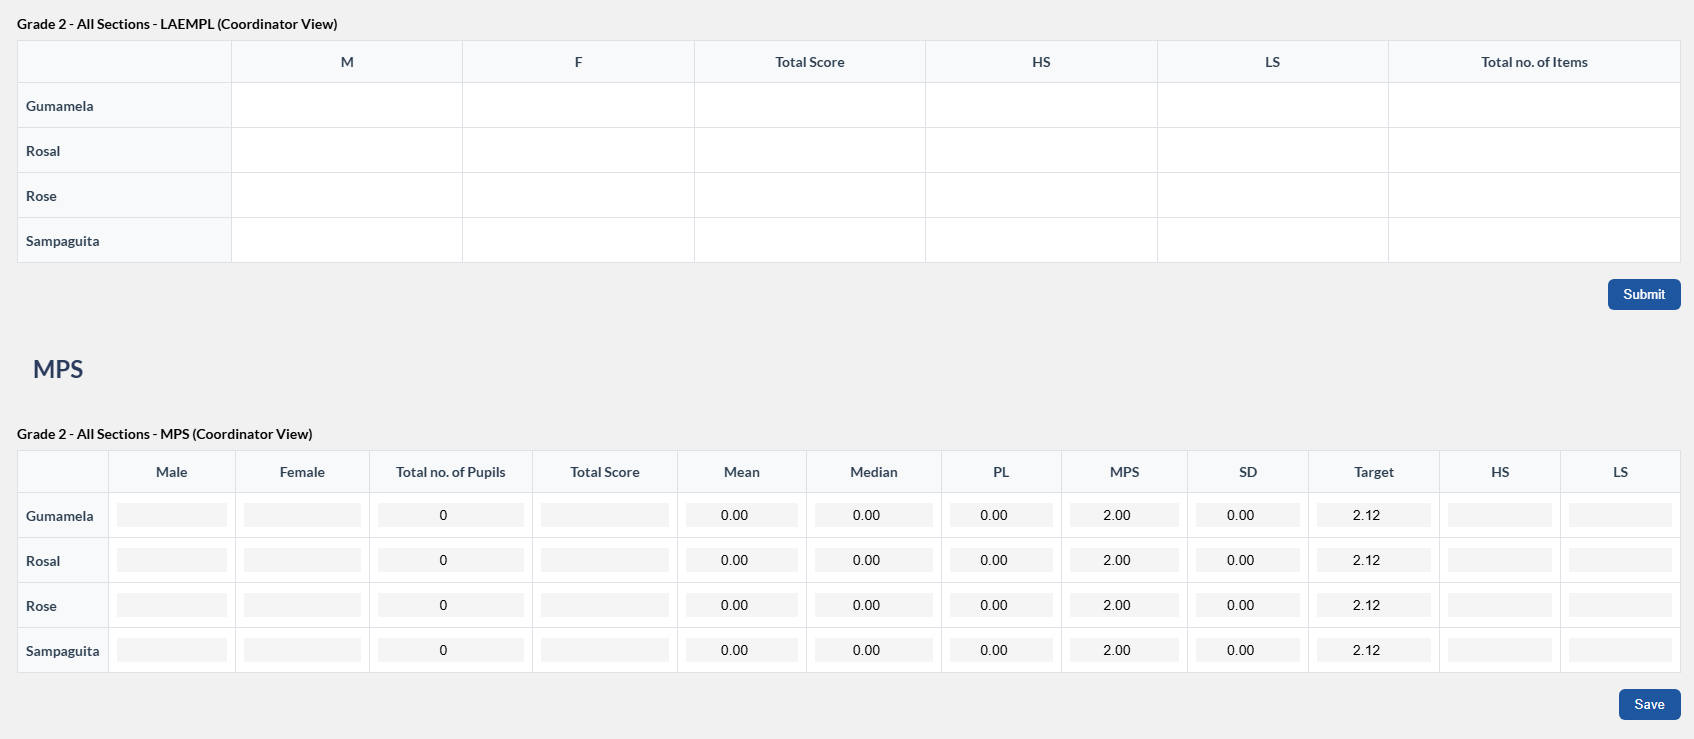 Grade 2 - All Sections - LAEMPL (Coordinator View)
M F Total Score HS LS Total no. of Items
Gumamela
Rosal
Rose
Sampaguita
Submit
MPS
Grade 2 - All Sections - MPS (Coordinator View)
Male Female Total no. of Pupils Total Score Mean Median PL MPS SD Target HS LS
Gumamela 0 0.00 0.00 0.00 2.00 0.00 2.12
Rosal 0 0.00 0.00 0.00 2.00 0.00 2.12
Rose 0 0.00 0.00 0.00 2.00 0.00 2.12
Sampaguita 0 0.00 0.00 0.00 2.00 0.00 2.12
Save